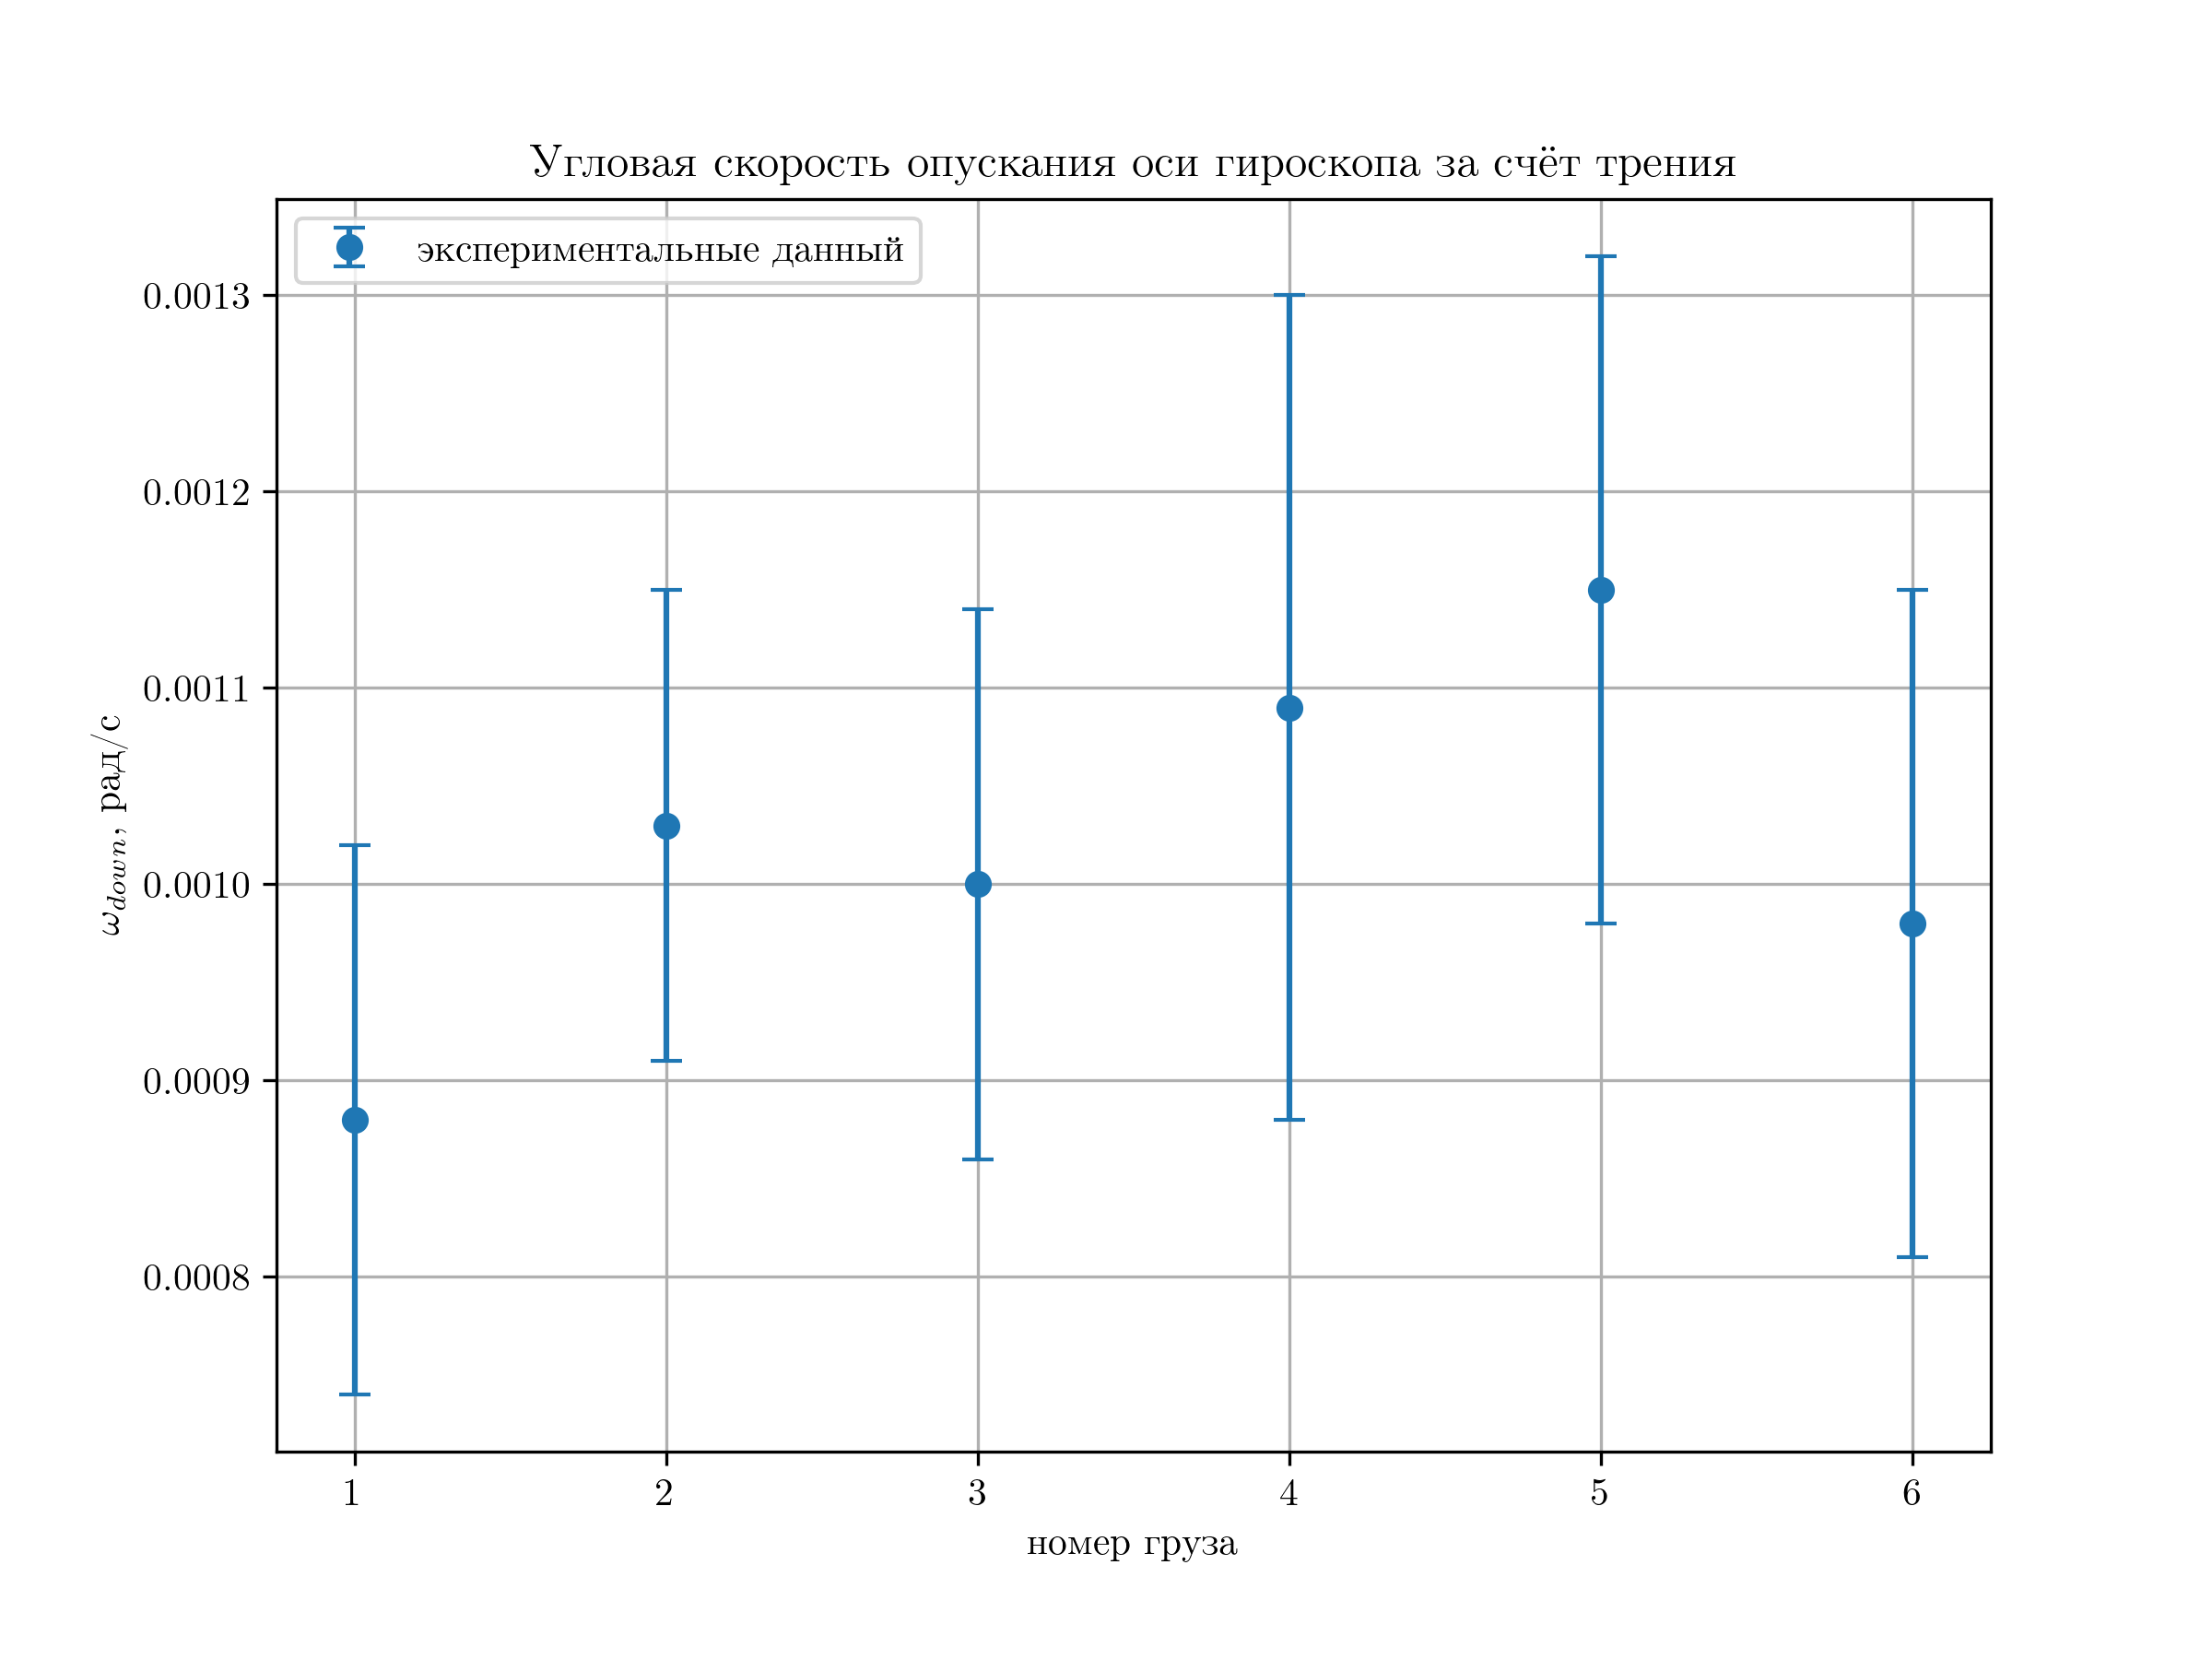 Угловая скорость опускания оси гироскопа за счёт трения
экспериментальные данный
0.0013
0.0012
0.0011
0.0010
0.0009
0.0008
ω_down, рад/с
1 2 3 4 5 6
номер груза